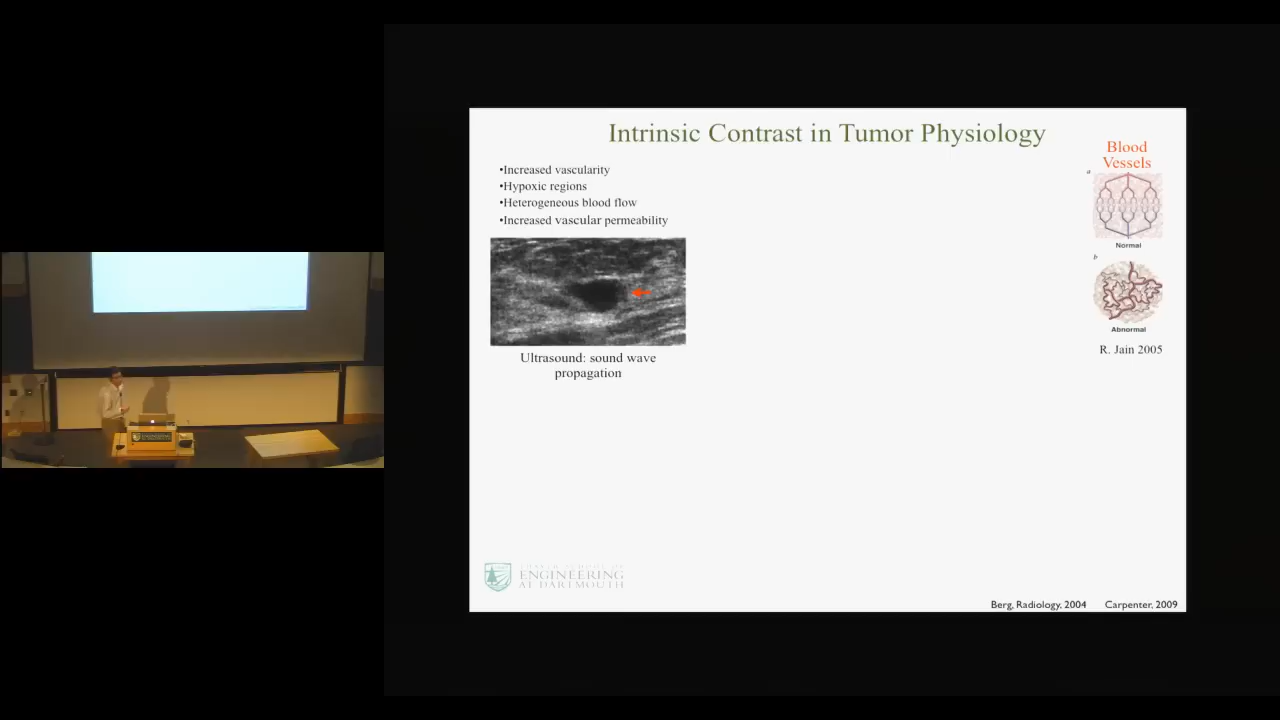 Intrinsic Contrast in Tumor Physiology
•Increased vascularity
•Hypoxic regions
•Heterogeneous blood flow
•Increased vascular permeability
Ultrasound: sound wave
propagation
Blood
Vessels
a
Normal
b
Abnormal
R. Jain 2005
ENGINEERING
AT DARTMOUTH
Berg, Radiology, 2004 Carpenter, 2009